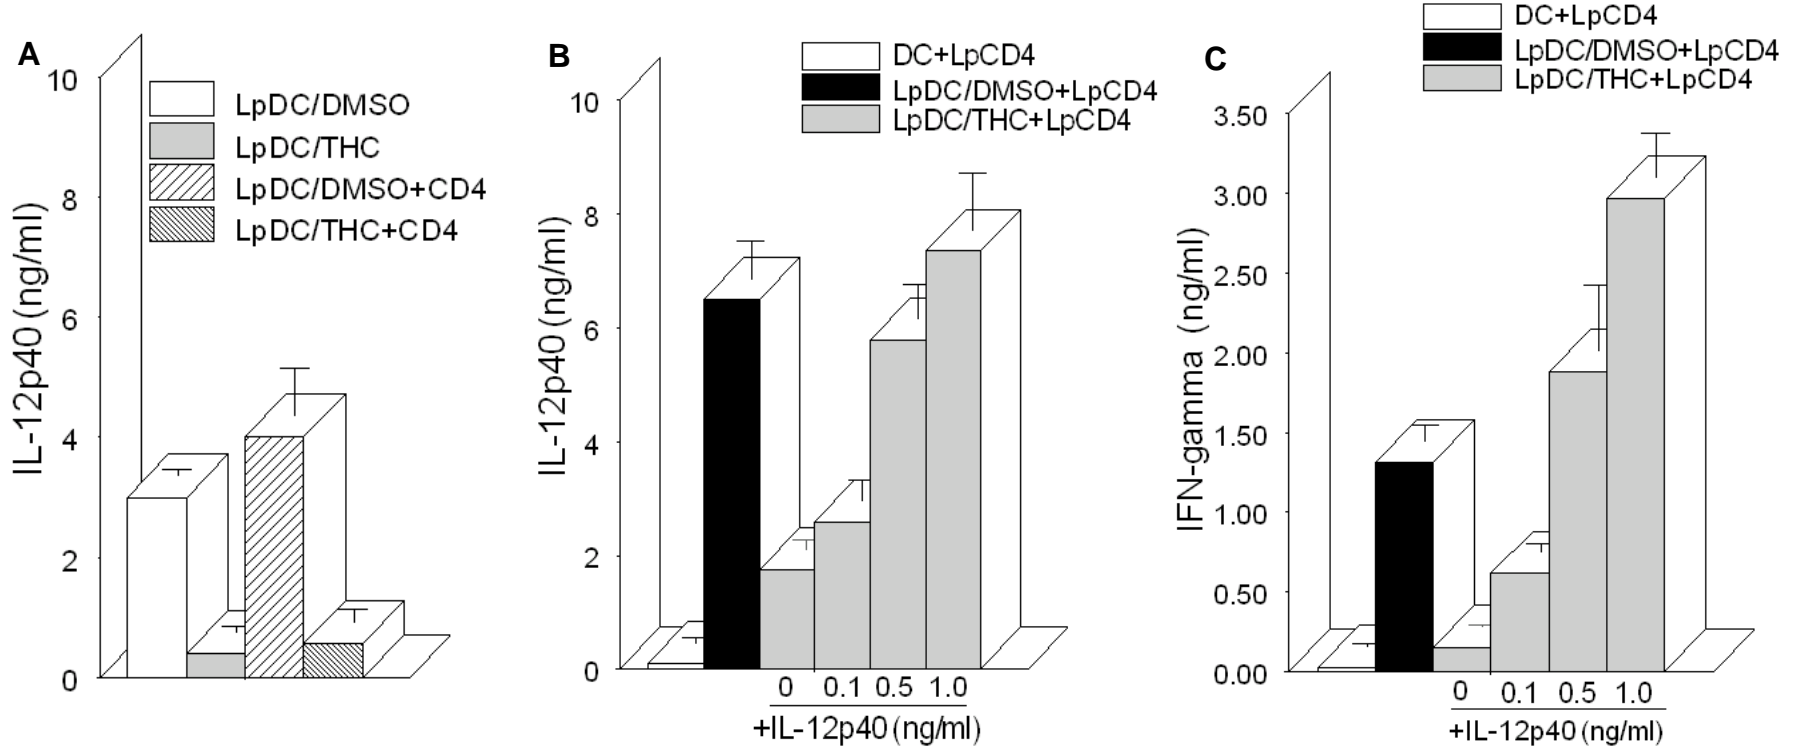 A
10
8
6
4
2
0
IL-12p40 (ng/ml)
LpDC/DMSO
LpDC/THC
LpDC/DMSO+CD4
LpDC/THC+CD4
B
DC+LpCD4
LpDC/DMSO+LpCD4
LpDC/THC+LpCD4
10
8
6
4
2
0
IL-12p40 (ng/ml)
0 0.1 0.5 1.0
+IL-12p40 (ng/ml)
C
DC+LpCD4
LpDC/DMSO+LpCD4
LpDC/THC+LpCD4
3.50
3.00
2.50
2.00
1.50
1.00
0.50
0.00
IFN-gamma (ng/ml)
0 0.1 0.5 1.0
+IL-12p40 (ng/ml)